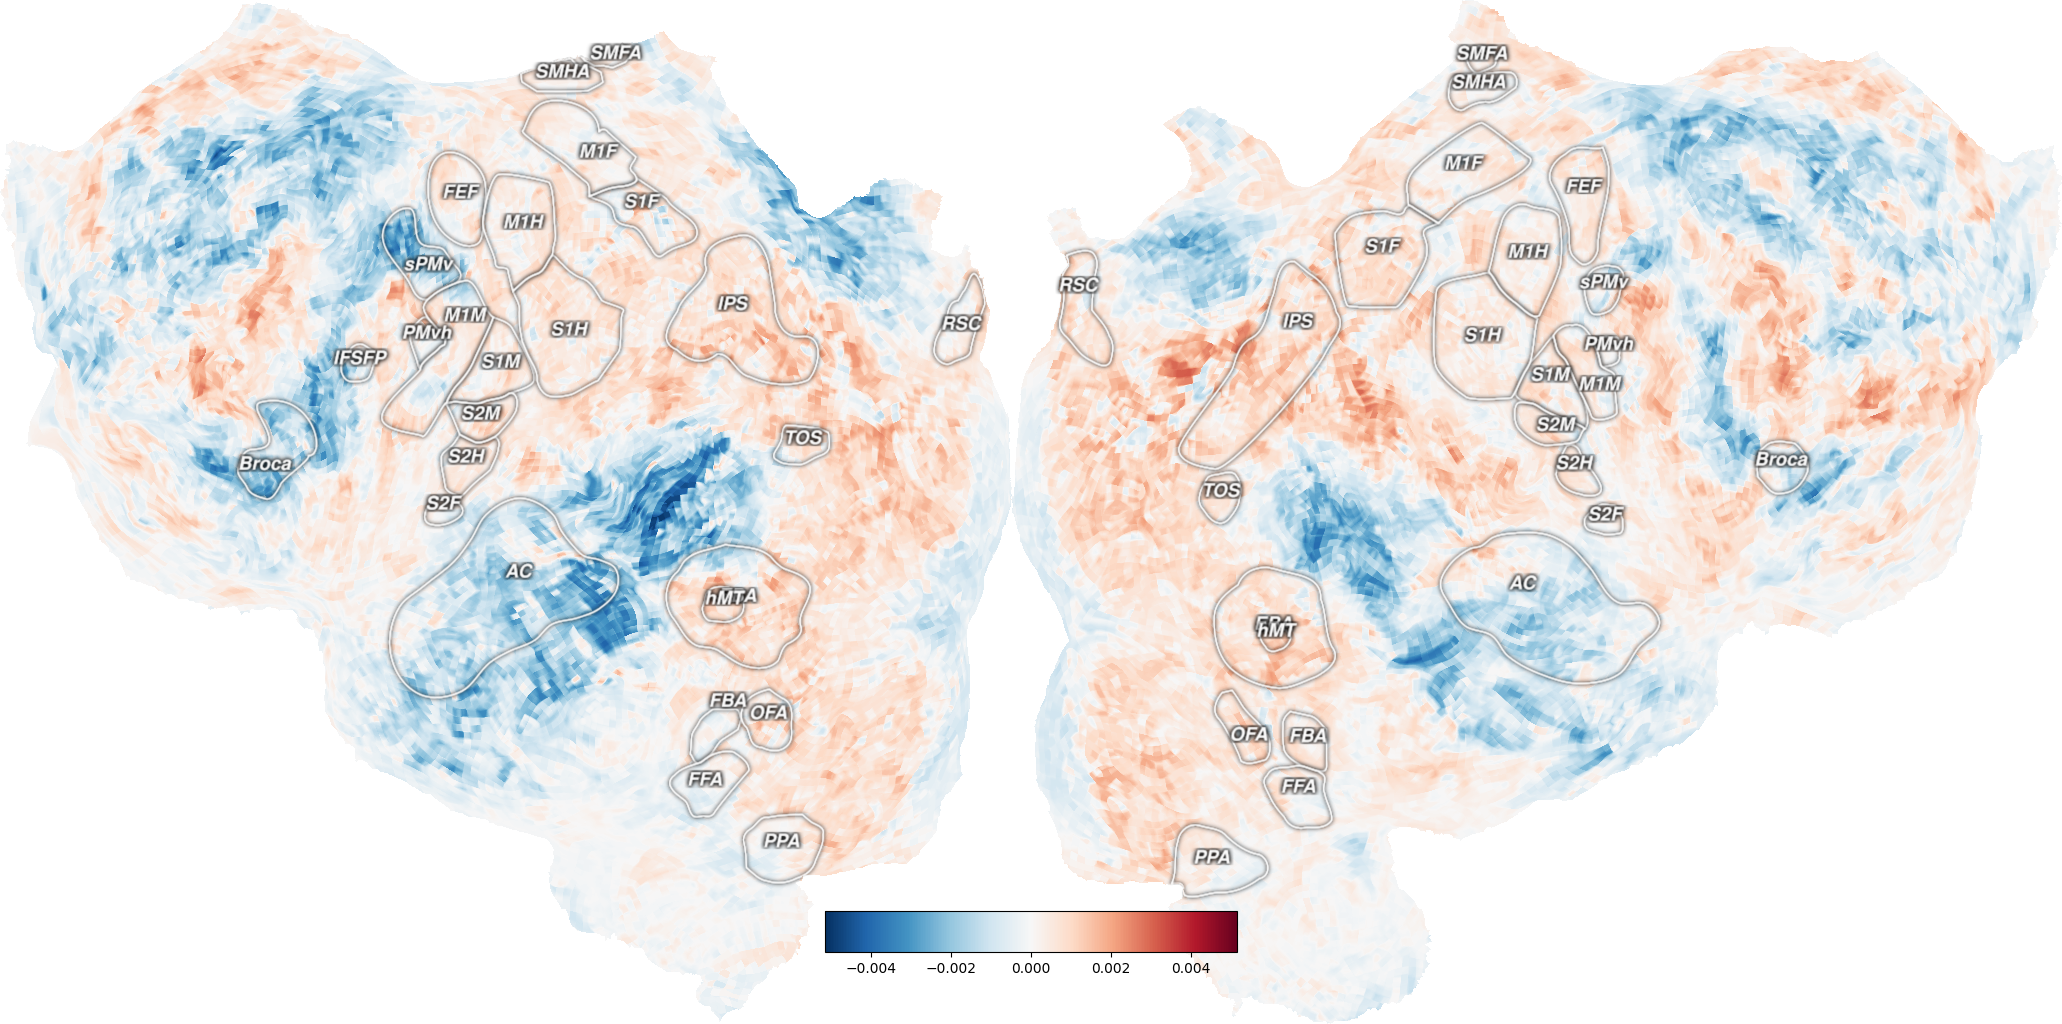 SMFA
SMHA
M1F
FEF
M1H
S1F
sPMv
IPS
RSC
M1M
PMvh
S1H
IFSFP
S1M
S2M
TOS
Broca
S2H
S2F
AC
hMT
FBA
OFA
FFA
PPA
SMFA
SMHA
M1F
FEF
S1F
M1H
RSC
sPMv
IPS
S1H
PMvh
S1M
M1M
S2M
Broca
S2H
TOS
S2F
AC
hMT
OFA
FBA
FFA
PPA
−0.004 −0.002 0.000 0.002 0.004